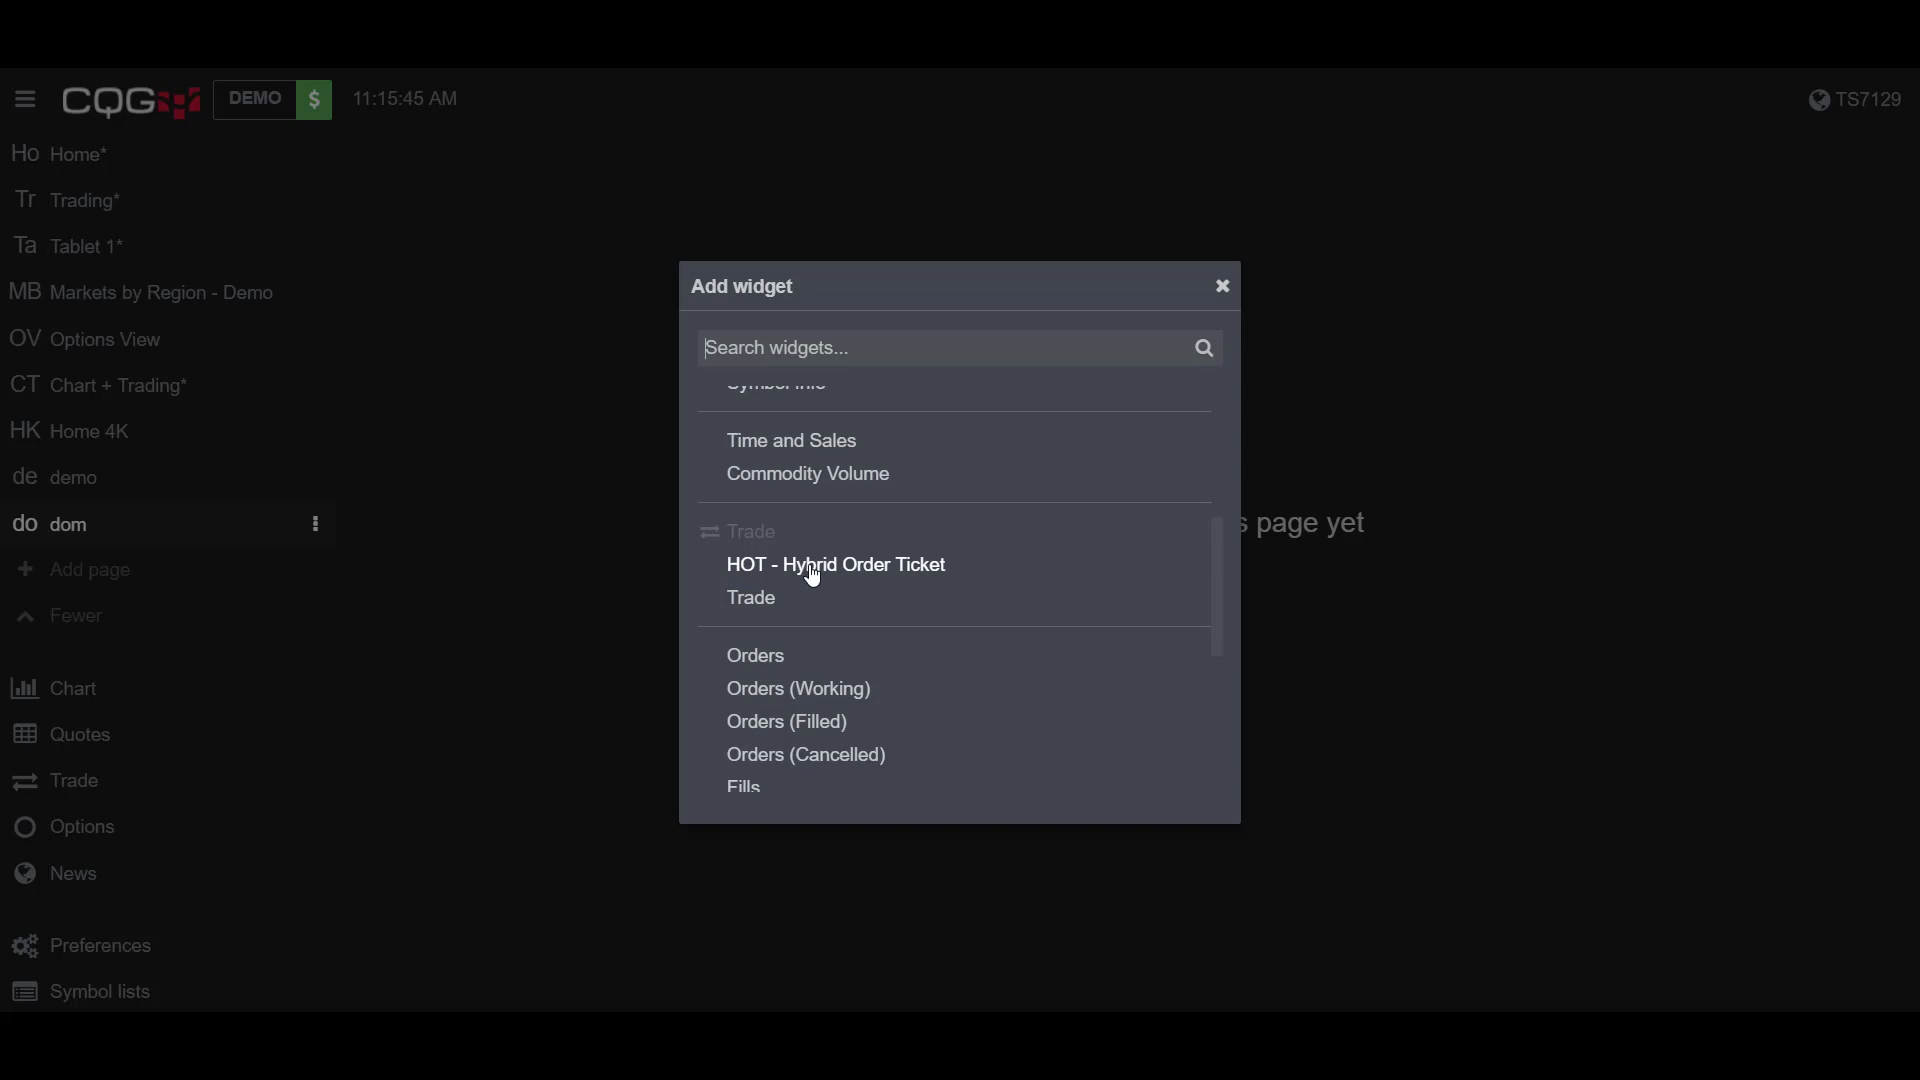 CQG
DEMO $ 11:15:45 AM
TS7129
Ho Home*
Tr Trading*
Ta Tablet 1*
MB Markets by Region - Demo
OV Options View
CT Chart + Trading*
HK Home 4K
de demo
do dom
Add page
Fewer
Chart
Quotes
Trade
Options
News
Preferences
Symbol lists
Add widget
Search widgets...
Symbol Info
Time and Sales
Commodity Volume
Trade
HOT - Hybrid Order Ticket
Trade
Orders
Orders (Working)
Orders (Filled)
Orders (Cancelled)
Fills
s page yet